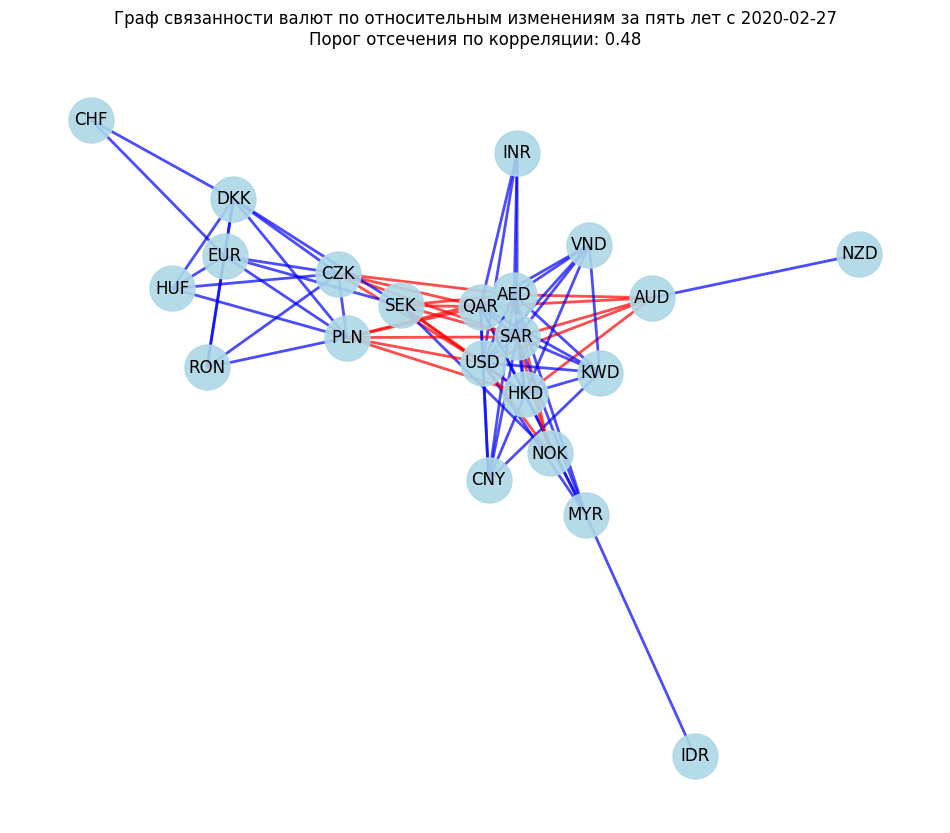 Граф связанности валют по относительным изменениям за пять лет с 2020-02-27
Порог отсечения по корреляции: 0.48
CHF
INR
DKK
VND
NZD
EUR
CZK
HUF
AED
AUD
SEK
QAR
PLN
SAR
RON
USD
KWD
HKD
NOK
CNY
MYR
IDR